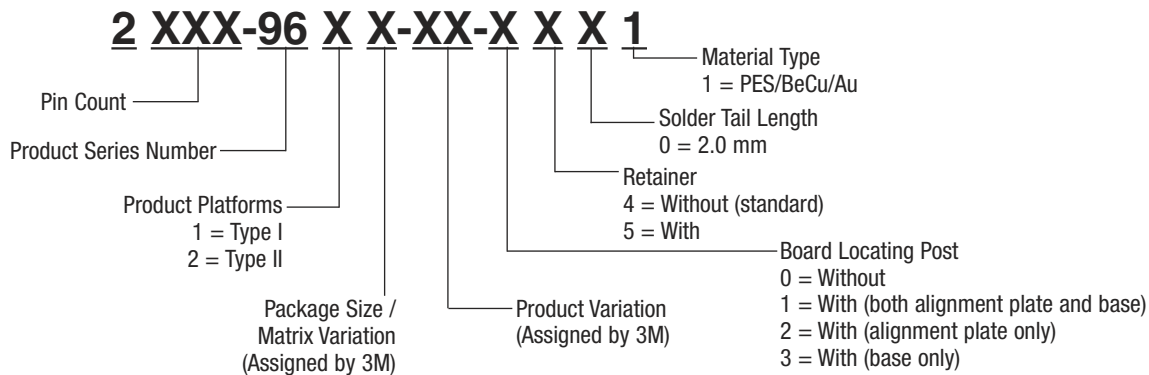 2 XXX-96 X X-XX-X X X 1
Material Type
1 = PES/BeCu/Au
Pin Count
Solder Tail Length
0 = 2.0 mm
Product Series Number
Retainer
4 = Without (standard)
5 = With
Product Platforms
1 = Type I
2 = Type II
Board Locating Post
0 = Without
1 = With (both alignment plate and base)
2 = With (alignment plate only)
3 = With (base only)
Package Size /
Matrix Variation
(Assigned by 3M)
Product Variation
(Assigned by 3M)